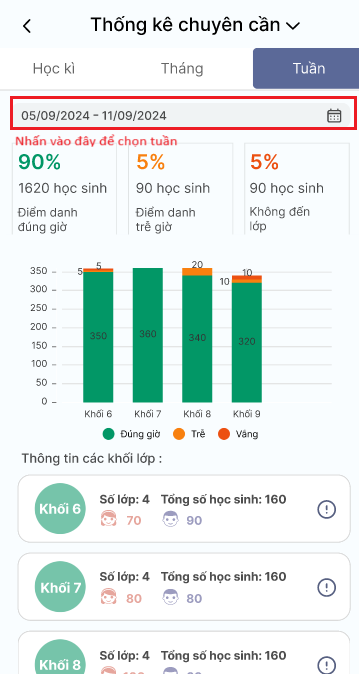 Thống kê chuyên cần
Học kì Tháng Tuần
05/09/2024 - 11/09/2024
Nhấn vào đây để chọn tuần
90% 5% 5%
1620 học sinh 90 học sinh 90 học sinh
Điểm danh đúng giờ Điểm danh trễ giờ Không đến lớp
350
300
250
200
150
100
50
0
5 5 350
360
20 340
10 10 320
Khối 6 Khối 7 Khối 8 Khối 9
Đúng giờ Trễ Vắng
Thông tin các khối lớp :
Khối 6
Số lớp: 4 Tổng số học sinh: 160
70 90
Khối 7
Số lớp: 4 Tổng số học sinh: 160
80 80
Khối 8
Số lớp: 4 Tổng số học sinh: 160